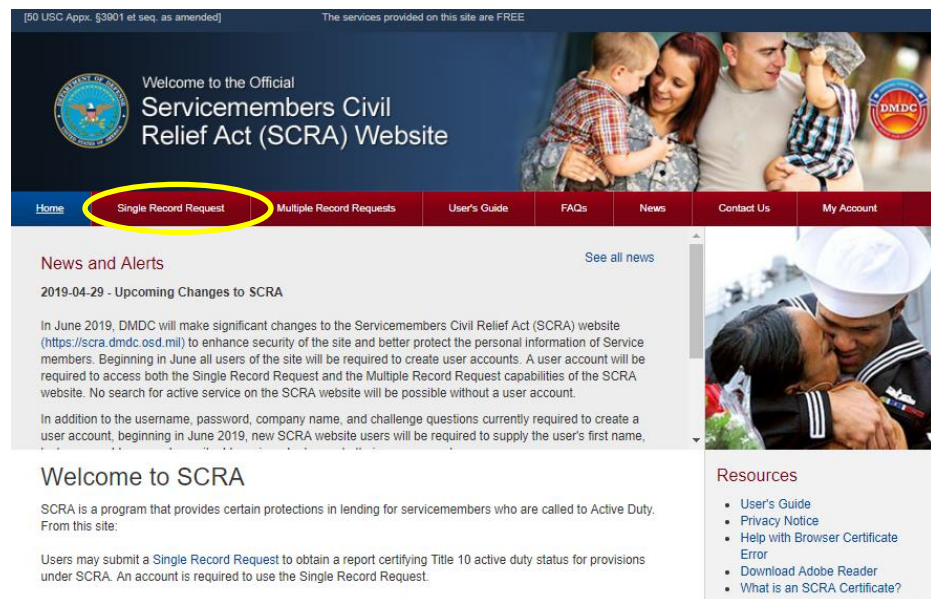 [50 USC Appx. §3901 et seq. as amended]
The services provided on this site are FREE
DEPARTMENT OF DEFENSE
UNITED STATES OF AMERICA
Welcome to the Official
Servicemembers Civil
Relief Act (SCRA) Website
DMDC
Home
Single Record Request
Multiple Record Requests
User's Guide
FAQs
News
Contact Us
My Account
News and Alerts
See all news
2019-04-29 - Upcoming Changes to SCRA
In June 2019, DMDC will make significant changes to the Servicemembers Civil Relief Act (SCRA) website
(https://scra.dmdc.osd.mil) to enhance security of the site and better protect the personal information of Service
members. Beginning in June all users of the site will be required to create user accounts. A user account will be
required to access both the Single Record Request and the Multiple Record Request capabilities of the SCRA
website. No search for active service on the SCRA website will be possible without a user account.
In addition to the username, password, company name, and challenge questions currently required to create a
user account, beginning in June 2019, new SCRA website users will be required to supply the user's first name,
Welcome to SCRA
SCRA is a program that provides certain protections in lending for servicemembers who are called to Active Duty.
From this site:
Users may submit a Single Record Request to obtain a report certifying Title 10 active duty status for provisions
under SCRA. An account is required to use the Single Record Request.
Resources
User's Guide
Privacy Notice
Help with Browser Certificate
Error
Download Adobe Reader
What is an SCRA Certificate?